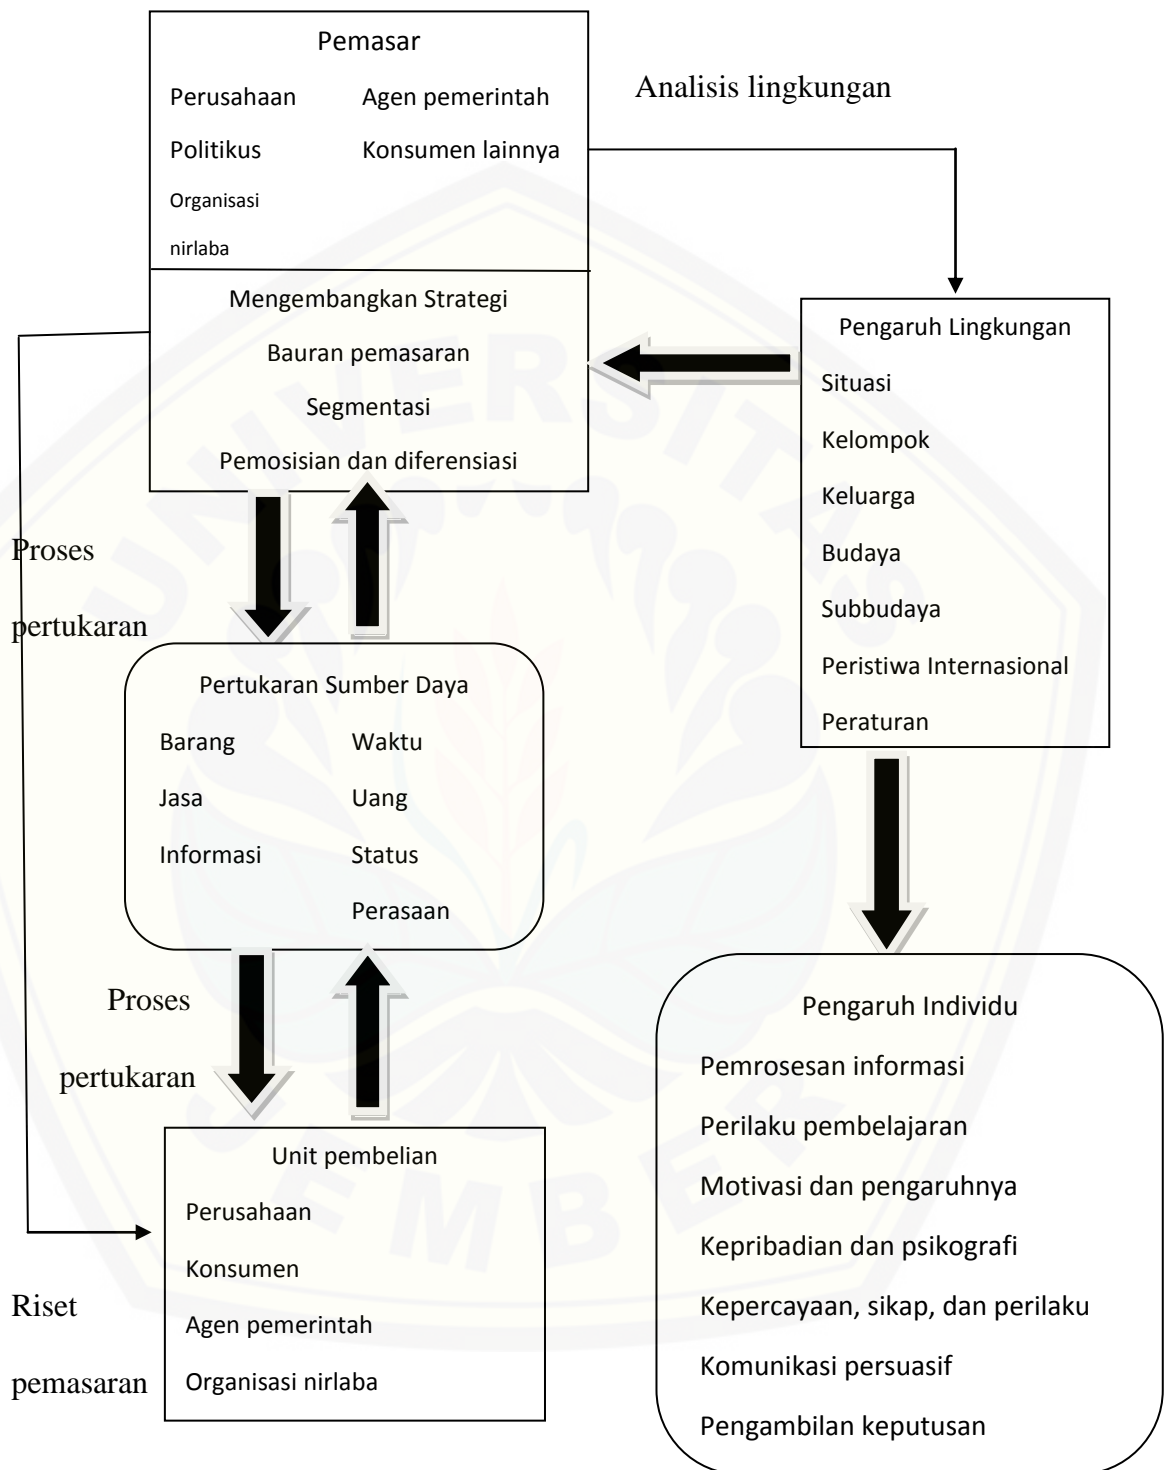 Pemasar
Perusahaan Agen pemerintah
Politikus Konsumen lainnya
Organisasi
nirlaba
Analisis lingkungan
Mengembangkan Strategi
Bauran pemasaran
Segmentasi
Pemosisian dan diferensiasi
Pengaruh Lingkungan
Situasi
Kelompok
Keluarga
Budaya
Subbudaya
Peristiwa Internasional
Peraturan
Proses
pertukaran
Pertukaran Sumber Daya
Barang Waktu
Jasa Uang
Informasi Status
Perasaan
Proses
pertukaran
Unit pembelian
Perusahaan
Konsumen
Agen pemerintah
Organisasi nirlaba
Riset
pemasaran
Pengaruh Individu
Pemrosesan informasi
Perilaku pembelajaran
Motivasi dan pengaruhnya
Kepribadian dan psikografi
Kepercayaan, sikap, dan perilaku
Komunikasi persuasif
Pengambilan keputusan
UNIVERSITAS
JEMBER